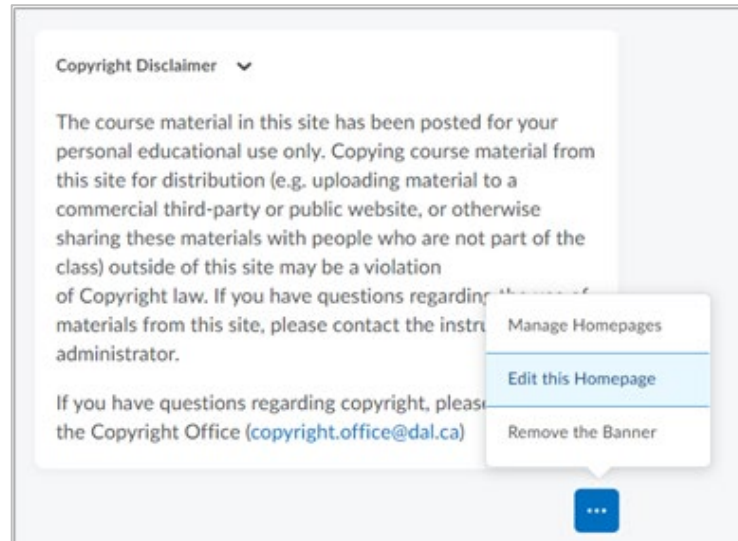 Copyright Disclaimer
The course material in this site has been posted for your
personal educational use only. Copying course material from
this site for distribution (e.g. uploading material to a
commercial third-party or public website, or otherwise
sharing these materials with people who are not part of the
class) outside of this site may be a violation
of Copyright law. If you have questions regarding
materials from this site, please contact the
administrator.
If you have questions regarding copyright, please
the Copyright Office (copyright.office@dal.ca)
Manage Homepages
Edit this Homepage
Remove the Banner